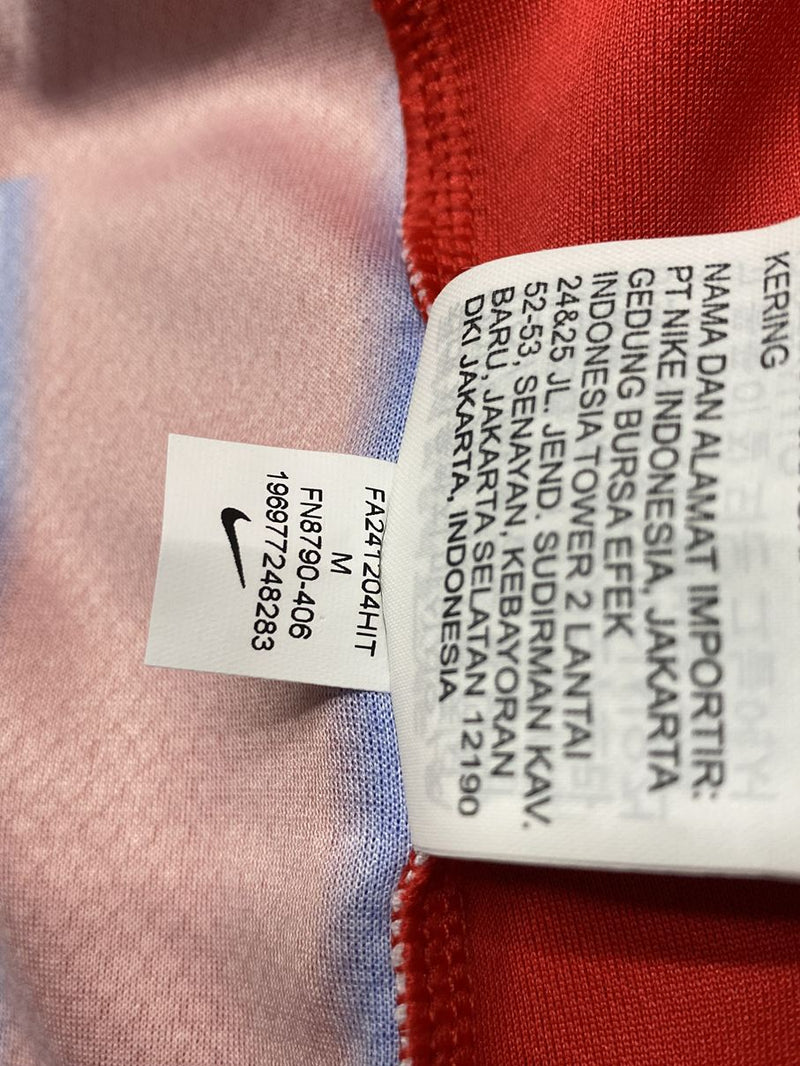 KERING
NAMA DAN ALAMAT IMPORTIR:
PT NIKE INDONESIA, JAKARTA
GEDUNG BURSA EFEK
INDONESIA TOWER 2 LANTAI
24&25 JL. JEND. SUDIRMAN KAV.
52-53, SENAYAN, KEBAYORAN
BARU, JAKARTA SELATAN 12190
DKI JAKARTA, INDONESIA
FA241204HIT
M
FN8790-406
196977248283